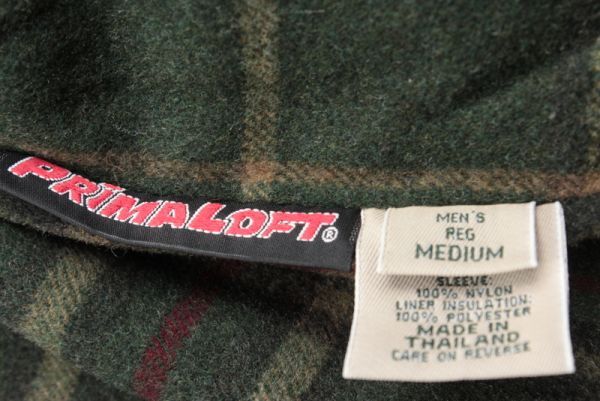 PRIMALOFT®
MEN'S
REG
MEDIUM
SLEEVE:
100% NYLON
LINER INSULATION:
100% POLYESTER
MADE IN
THAILAND
CARE ON REVERSE